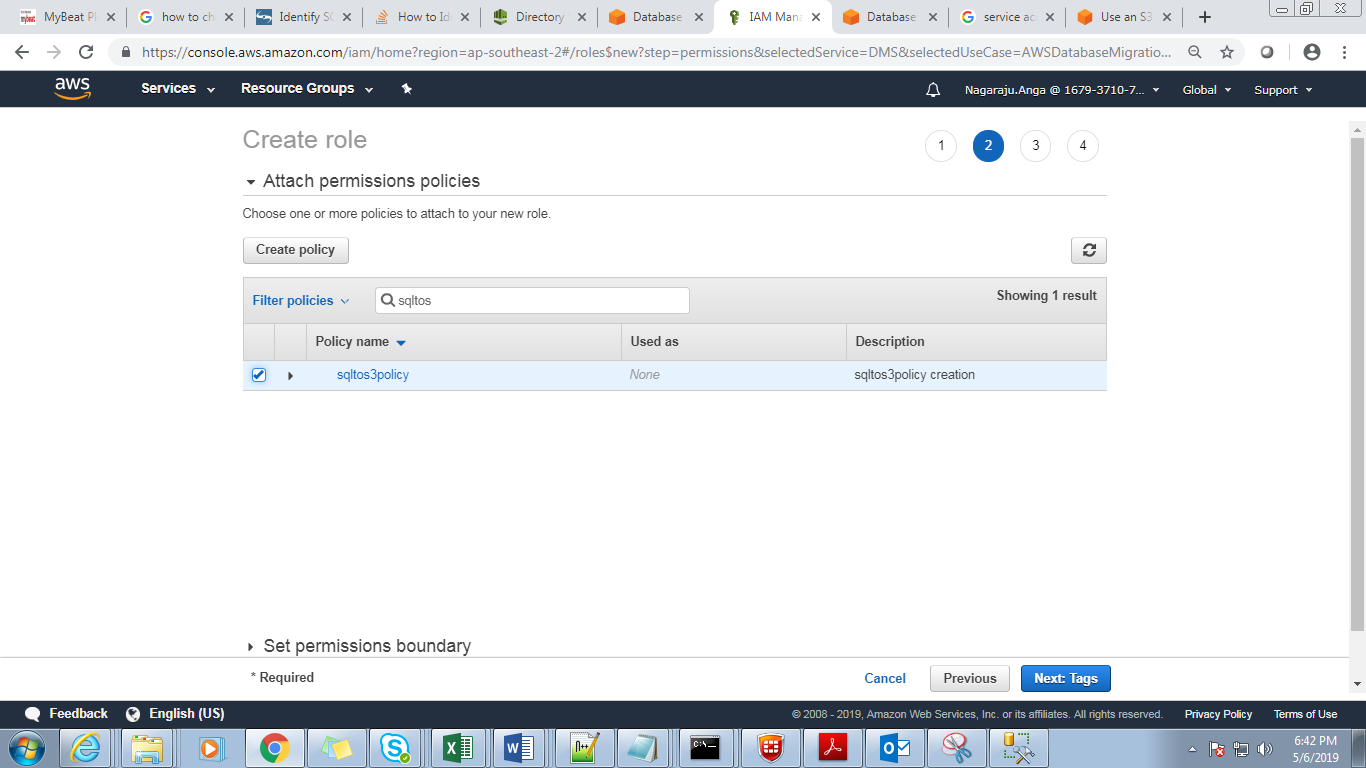 MyBeat Pl
how to ch
Identify SC
How to Id
Directory
Database
IAM Mana
Database
service ac
Use an S3
https://console.aws.amazon.com/iam/home?region=ap-southeast-2#/roles$new?step=permissions&selectedService=DMS&selectedUseCase=AWSDatabaseMigratio...
aws
Services
Resource Groups
Nagaraju.Anga @ 1679-3710-7...
Global
Support
Create role
1
2
3
4
Attach permissions policies
Choose one or more policies to attach to your new role.
Create policy
Filter policies
sqltos
Showing 1 result
Policy name
Used as
Description
sqltos3policy
None
sqltos3policy creation
Set permissions boundary
* Required
Cancel
Previous
Next: Tags
Feedback
English (US)
© 2008 - 2019, Amazon Web Services, Inc. or its affiliates. All rights reserved.
Privacy Policy
Terms of Use
6:42 PM
5/6/2019